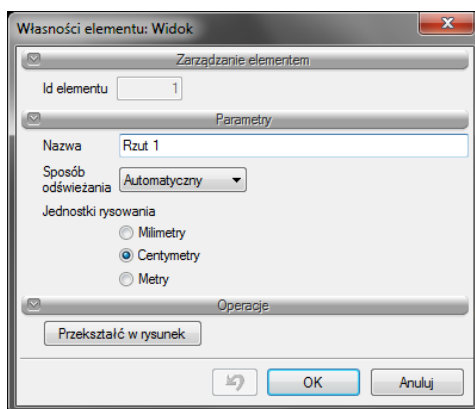 Własności elementu: Widok
Zarządzanie elementem
Id elementu 1
Parametry
Nazwa Rzut 1
Sposób
odświeżania Automatyczny
Jednostki rysowania
Milimetry
Centymetry
Metry
Operacje
Przekształć w rysunek
OK Anuluj